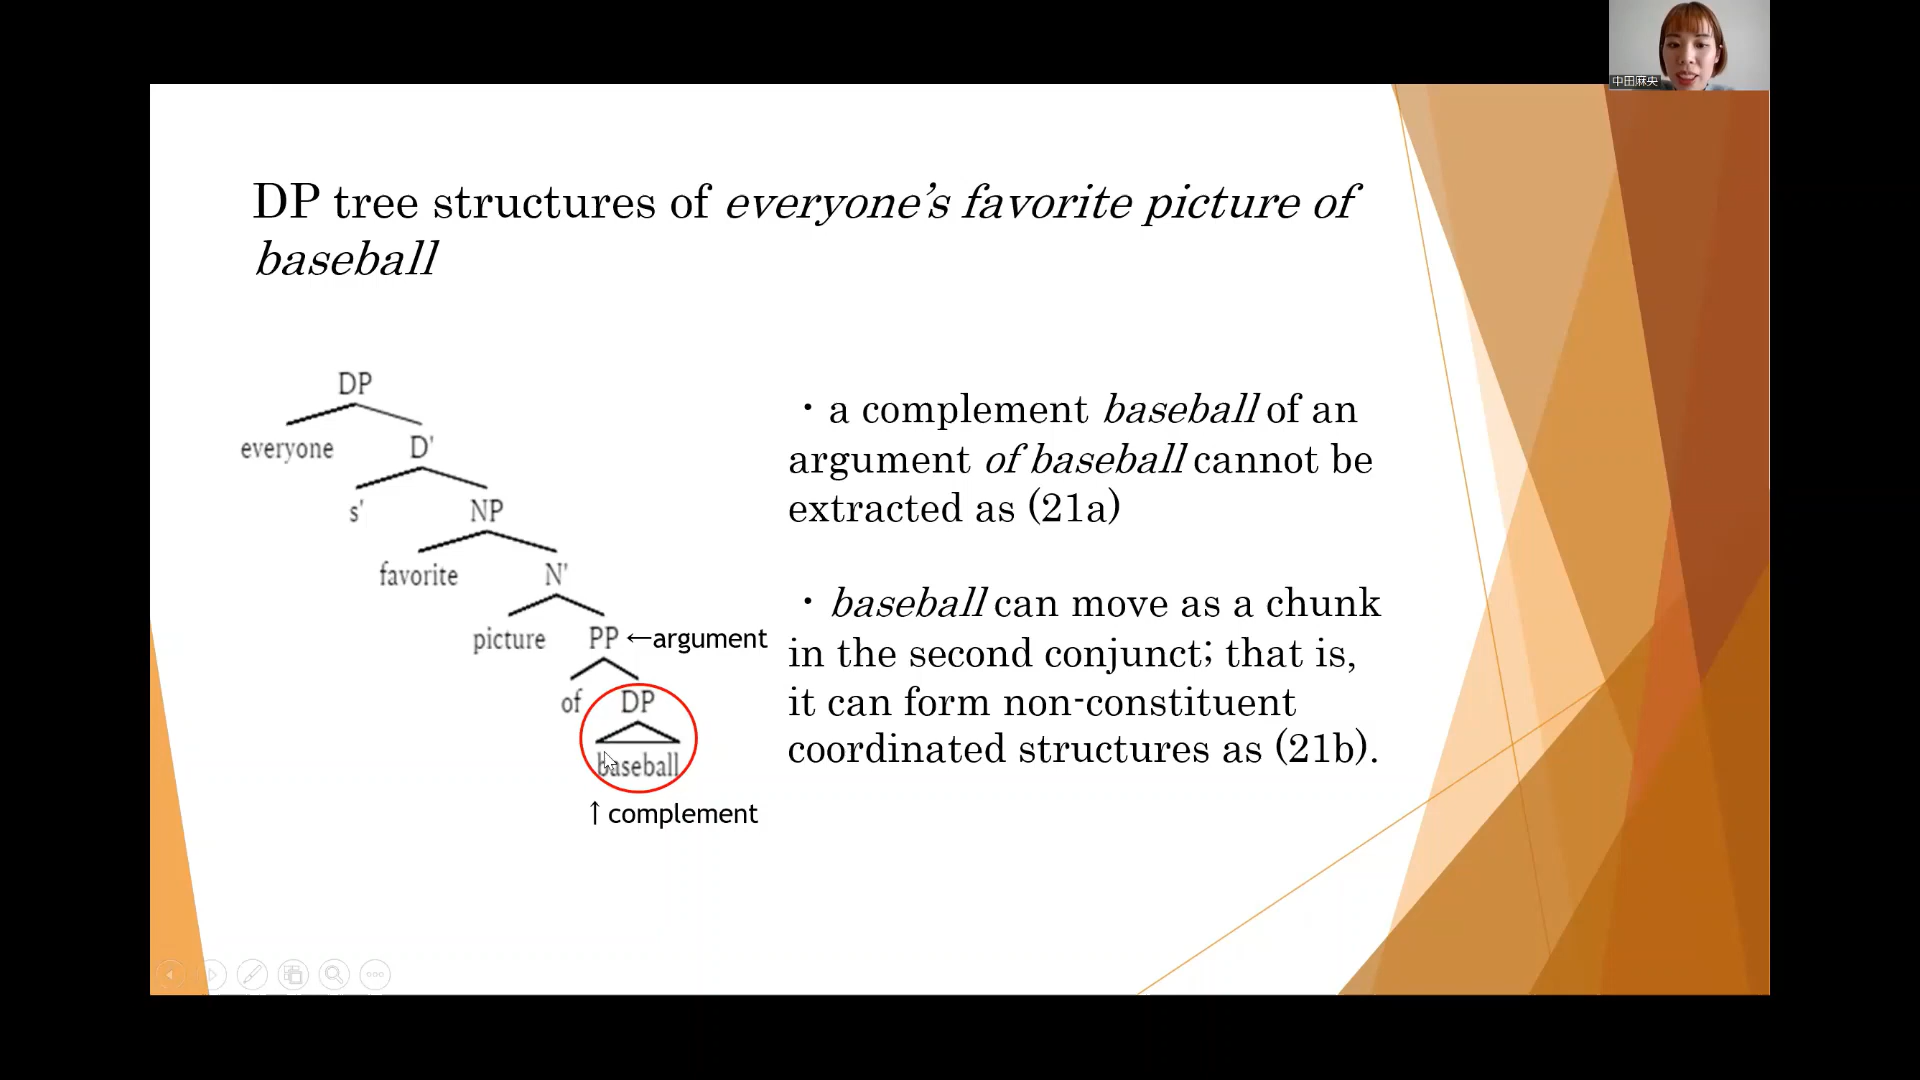 中田麻央
DP tree structures of everyone's favorite picture of
baseball
DP
everyone D'
s' NP
favorite N'
picture PP ←argument
of DP
baseball
↑ complement
・a complement baseball of an
argument of baseball cannot be
extracted as (21a)
・baseball can move as a chunk
in the second conjunct; that is,
it can form non-constituent
coordinated structures as (21b).